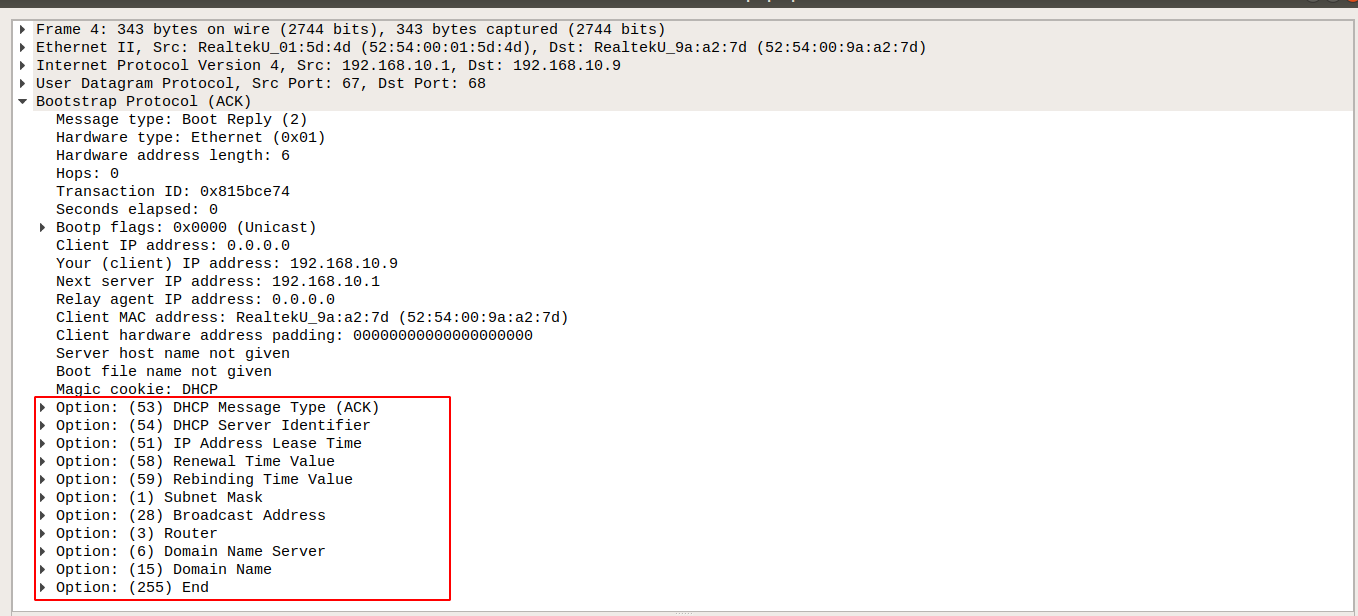 Frame 4: 343 bytes on wire (2744 bits), 343 bytes captured (2744 bits)
Ethernet II, Src: RealtekU_01:5d:4d (52:54:00:01:5d:4d), Dst: RealtekU_9a:a2:7d (52:54:00:9a:a2:7d)
Internet Protocol Version 4, Src: 192.168.10.1, Dst: 192.168.10.9
User Datagram Protocol, Src Port: 67, Dst Port: 68
Bootstrap Protocol (ACK)
Message type: Boot Reply (2)
Hardware type: Ethernet (0x01)
Hardware address length: 6
Hops: 0
Transaction ID: 0x815bce74
Seconds elapsed: 0
Bootp flags: 0x0000 (Unicast)
Client IP address: 0.0.0.0
Your (client) IP address: 192.168.10.9
Next server IP address: 192.168.10.1
Relay agent IP address: 0.0.0.0
Client MAC address: RealtekU_9a:a2:7d (52:54:00:9a:a2:7d)
Client hardware address padding: 00000000000000000000
Server host name not given
Boot file name not given
Magic cookie: DHCP
Option: (53) DHCP Message Type (ACK)
Option: (54) DHCP Server Identifier
Option: (51) IP Address Lease Time
Option: (58) Renewal Time Value
Option: (59) Rebinding Time Value
Option: (1) Subnet Mask
Option: (28) Broadcast Address
Option: (3) Router
Option: (6) Domain Name Server
Option: (15) Domain Name
Option: (255) End